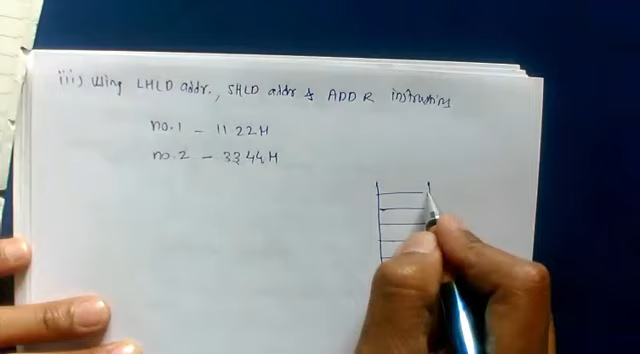 iii) Using LHLD addr., SHLD addr & ADD R instructions
no.1 - 1122H
no.2 - 3344H